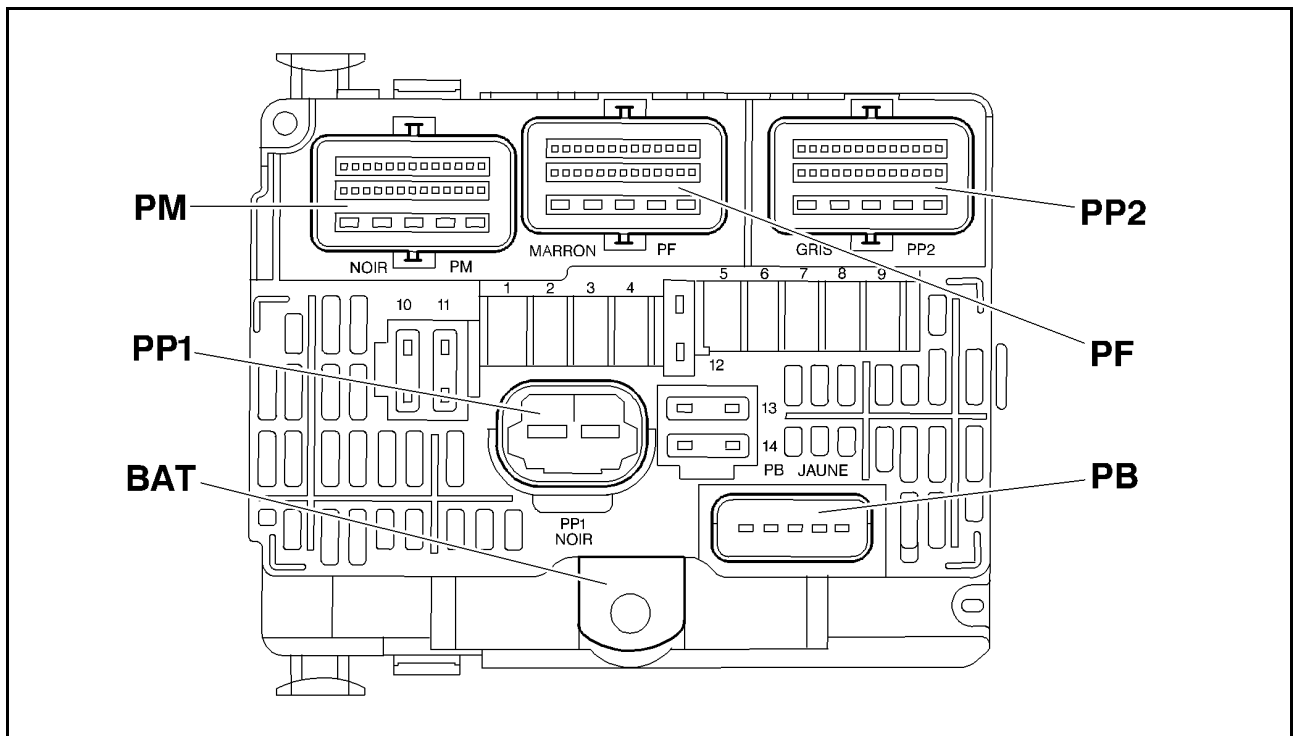 PM
PP2
NOIR PM
MARRON PF
GRIS PP2
5 6 7 8 9
1 2 3 4
10 11
PP1
PF
12
13
14
PB JAUNE
BAT
PB
PP1
NOIR